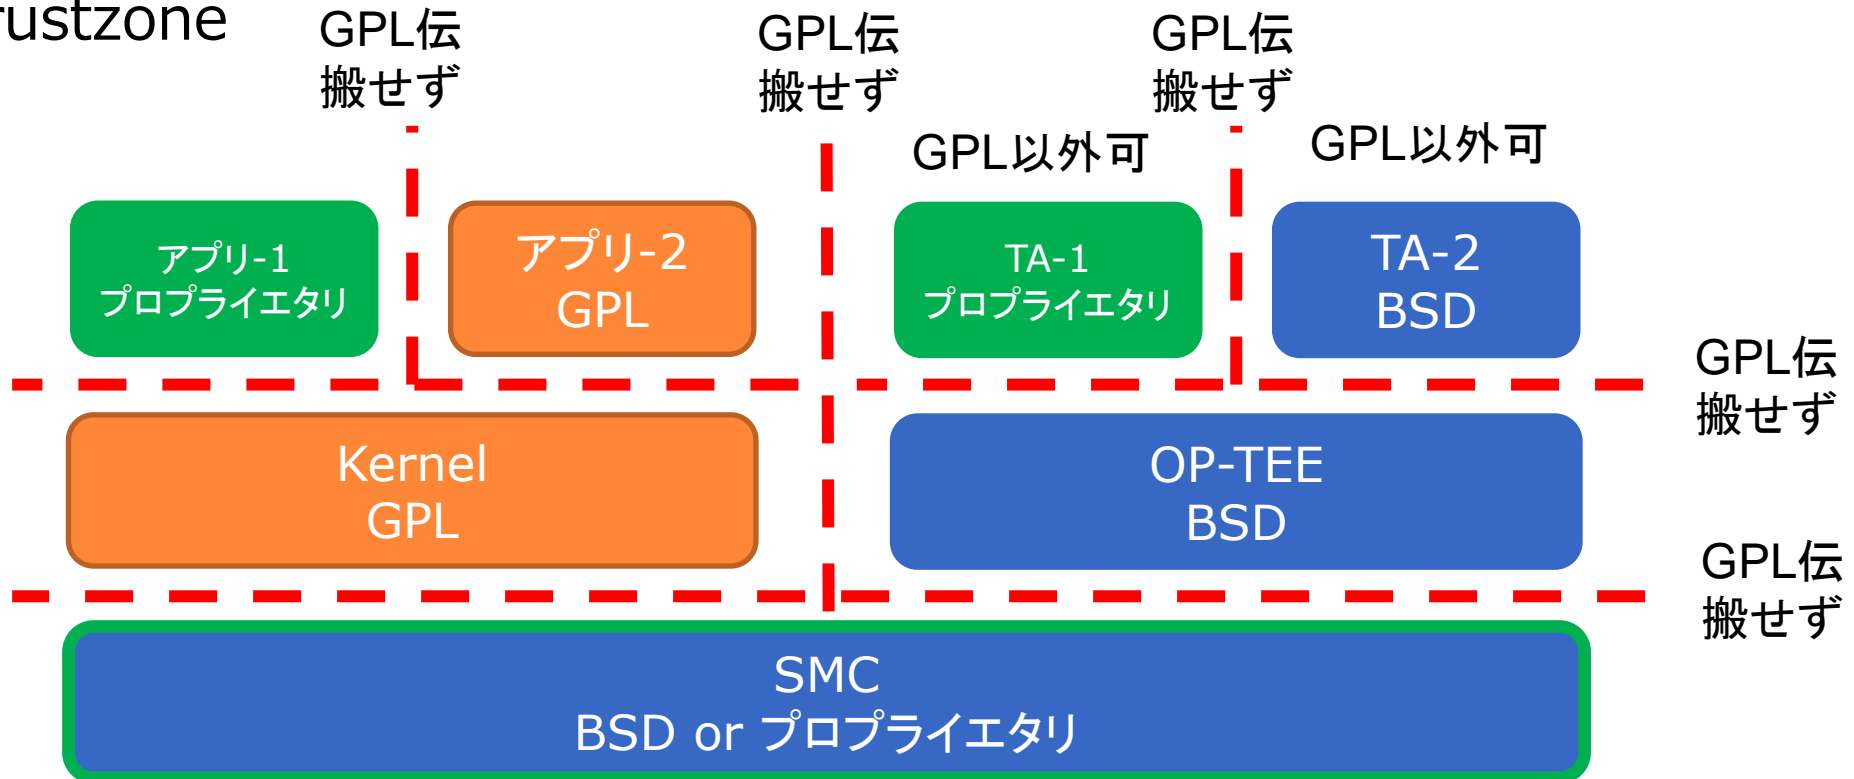 rustzone
GPL伝
搬せず
GPL伝
搬せず
GPL伝
搬せず
GPL以外可
GPL以外可
アプリ-1
プロプライエタリ
アプリ-2
GPL
TA-1
プロプライエタリ
TA-2
BSD
GPL伝
搬せず
Kernel
GPL
OP-TEE
BSD
GPL伝
搬せず
SMC
BSD or プロプライエタリ